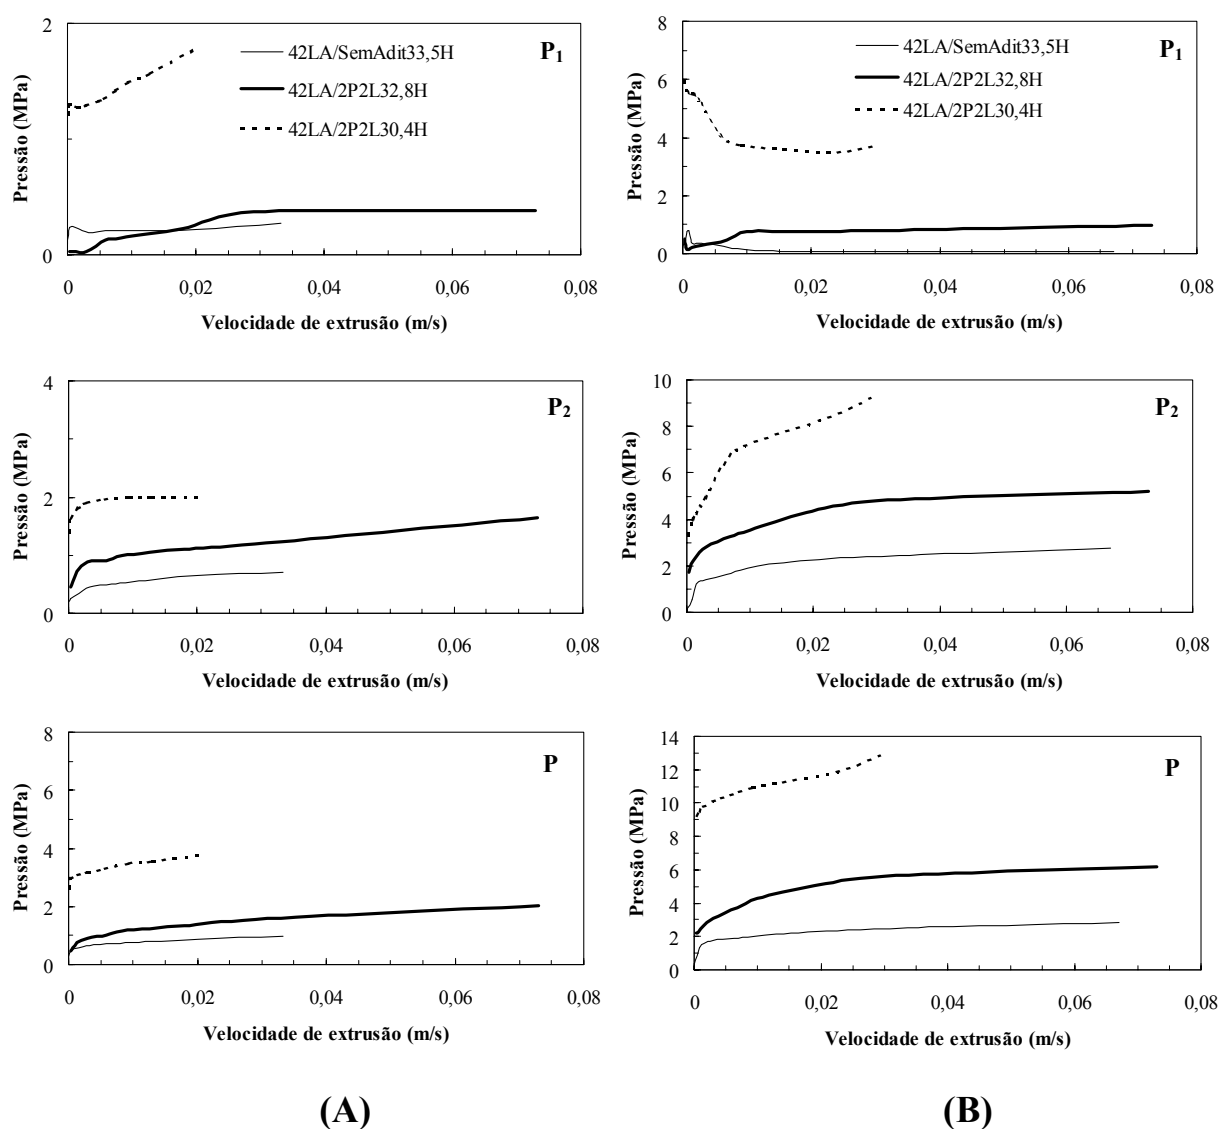 2
1
0
0
0,02
0,04
0,06
0,08
Pressão (MPa)
Velocidade de extrusão (m/s)
42LA/SemAdit33,5H
42LA/2P2L32,8H
42LA/2P2L30,4H
P1
8
6
4
2
0
0
0,02
0,04
0,06
0,08
Pressão (MPa)
Velocidade de extrusão (m/s)
42LA/SemAdit33,5H
42LA/2P2L32,8H
42LA/2P2L30,4H
P1
4
2
0
0
0,02
0,04
0,06
0,08
Pressão (MPa)
Velocidade de extrusão (m/s)
P2
10
8
6
4
2
0
0
0,02
0,04
0,06
0,08
Pressão (MPa)
Velocidade de extrusão (m/s)
P2
8
6
4
2
0
0
0,02
0,04
0,06
0,08
Pressão (MPa)
Velocidade de extrusão (m/s)
P
14
12
10
8
6
4
2
0
0
0,02
0,04
0,06
0,08
Pressão (MPa)
Velocidade de extrusão (m/s)
P
(A)
(B)